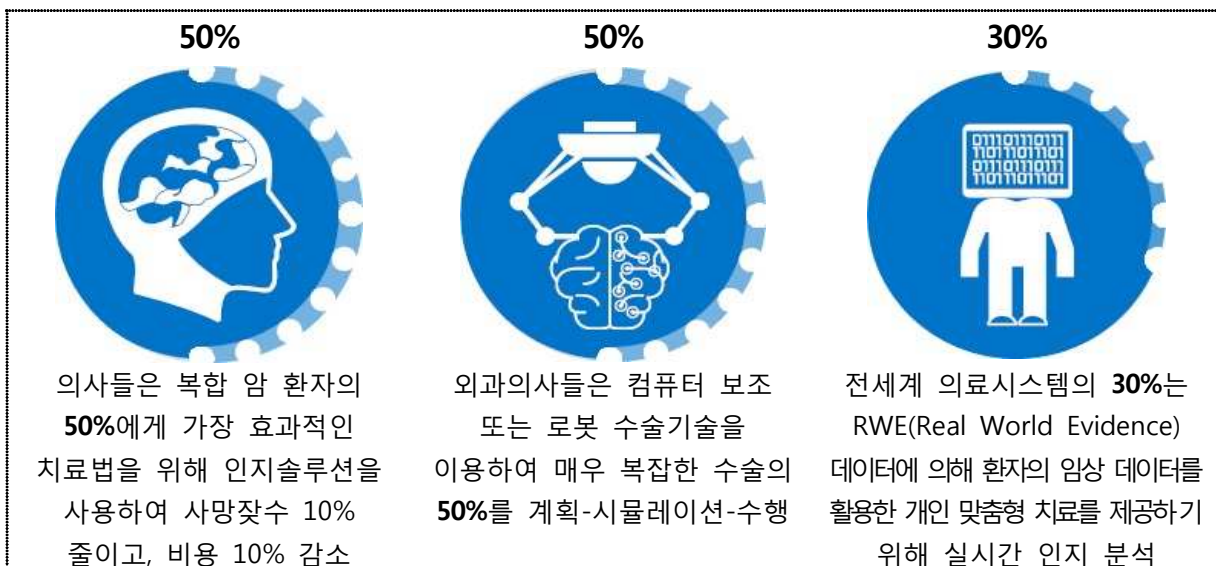 50%
의사들은 복합 암 환자의
50%에게 가장 효과적인
치료법을 위해 인지솔루션을
사용하여 사망잦수 10%
줄이고, 비용 10% 감소
50%
외과의사들은 컴퓨터 보조
또는 로봇 수술기술을
이용하여 매우 복잡한 수술의
50%를 계획-시뮬레이션-수행
30%
0111011110111
1101110111101
0111011110111
1101110111101
전세계 의료시스템의 30%는
RWE(Real World Evidence)
데이터에 의해 환자의 임상 데이터를
활용한 개인 맞춤형 치료를 제공하기
위해 실시간 인지 분석